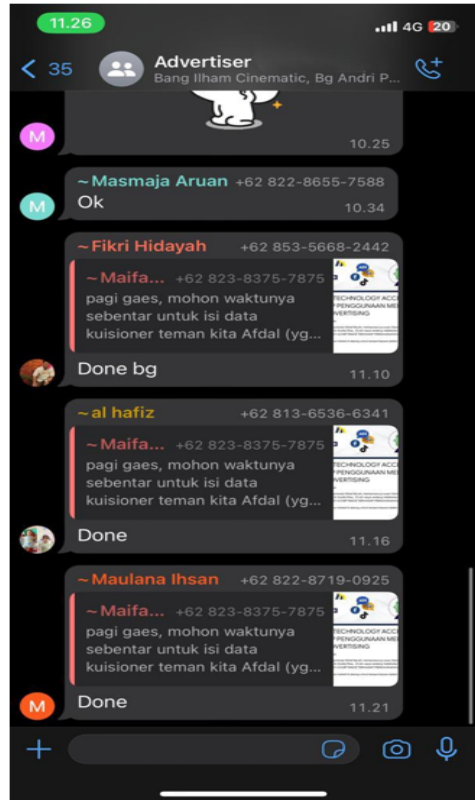 11.26
4G 20
35
Advertiser
Bang Ilham Cinematic, Bg Andri P...
M
10.25
~Masmaja Aruan +62 822-8655-7588
M
Ok
10.34
~Fikri Hidayah +62 853-5668-2442
~Maifa... +62 823-8375-7875
pagi gaes, mohon waktunya
sebentar untuk isi data
kuisioner teman kita Afdal (yg...
TECHNOLOGY ACC
PENGGUNAAN ME
VERTISING
Done bg
11.10
~al hafiz +62 813-6536-6341
~Maifa... +62 823-8375-7875
pagi gaes, mohon waktunya
sebentar untuk isi data
kuisioner teman kita Afdal (yg...
TECHNOLOGY ACC
PENGGUNAAN ME
VERTISING
Done
11.16
~Maulana Ihsan +62 822-8719-0925
~Maifa... +62 823-8375-7875
pagi gaes, mohon waktunya
sebentar untuk isi data
kuisioner teman kita Afdal (yg...
TECHNOLOGY ACC
PENGGUNAAN ME
VERTISING
M
Done
11.21